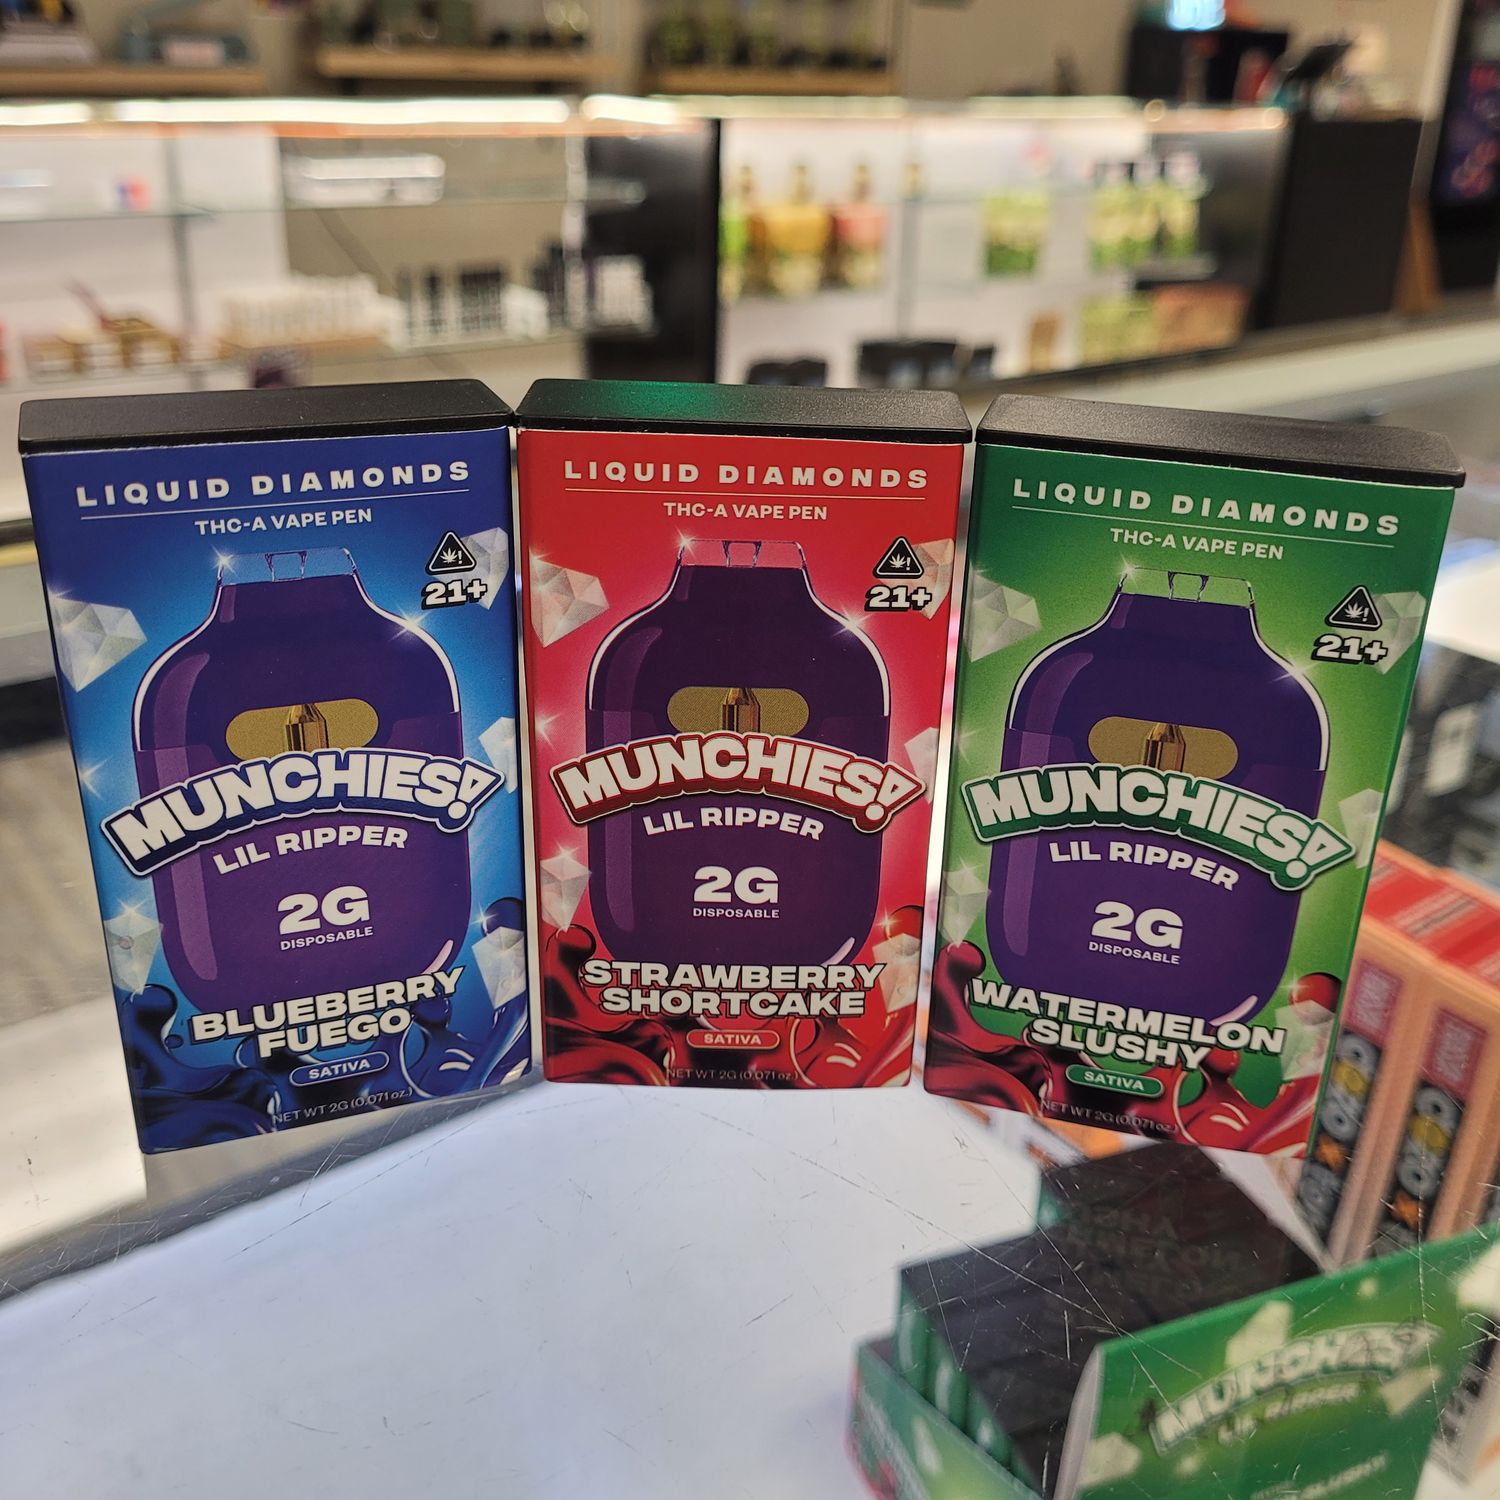 LIQUID DIAMONDS
THC-A VAPE PEN
21+
MUNCHIES!
LIL RIPPER
2G
DISPOSABLE
BLUEBERRY
FUEGO
SATIVA
NET WT 2G (0.071 oz.)
LIQUID DIAMONDS
THC-A VAPE PEN
21+
MUNCHIES!
LIL RIPPER
2G
DISPOSABLE
STRAWBERRY
SHORTCAKE
SATIVA
NET WT 2G (0.071 oz.)
LIQUID DIAMONDS
THC-A VAPE PEN
21+
MUNCHIES!
LIL RIPPER
2G
DISPOSABLE
WATERMELON
SLUSHY
SATIVA
NET WT 2G (0.071 oz.)
MUNCHIES!
LIL RIPPER